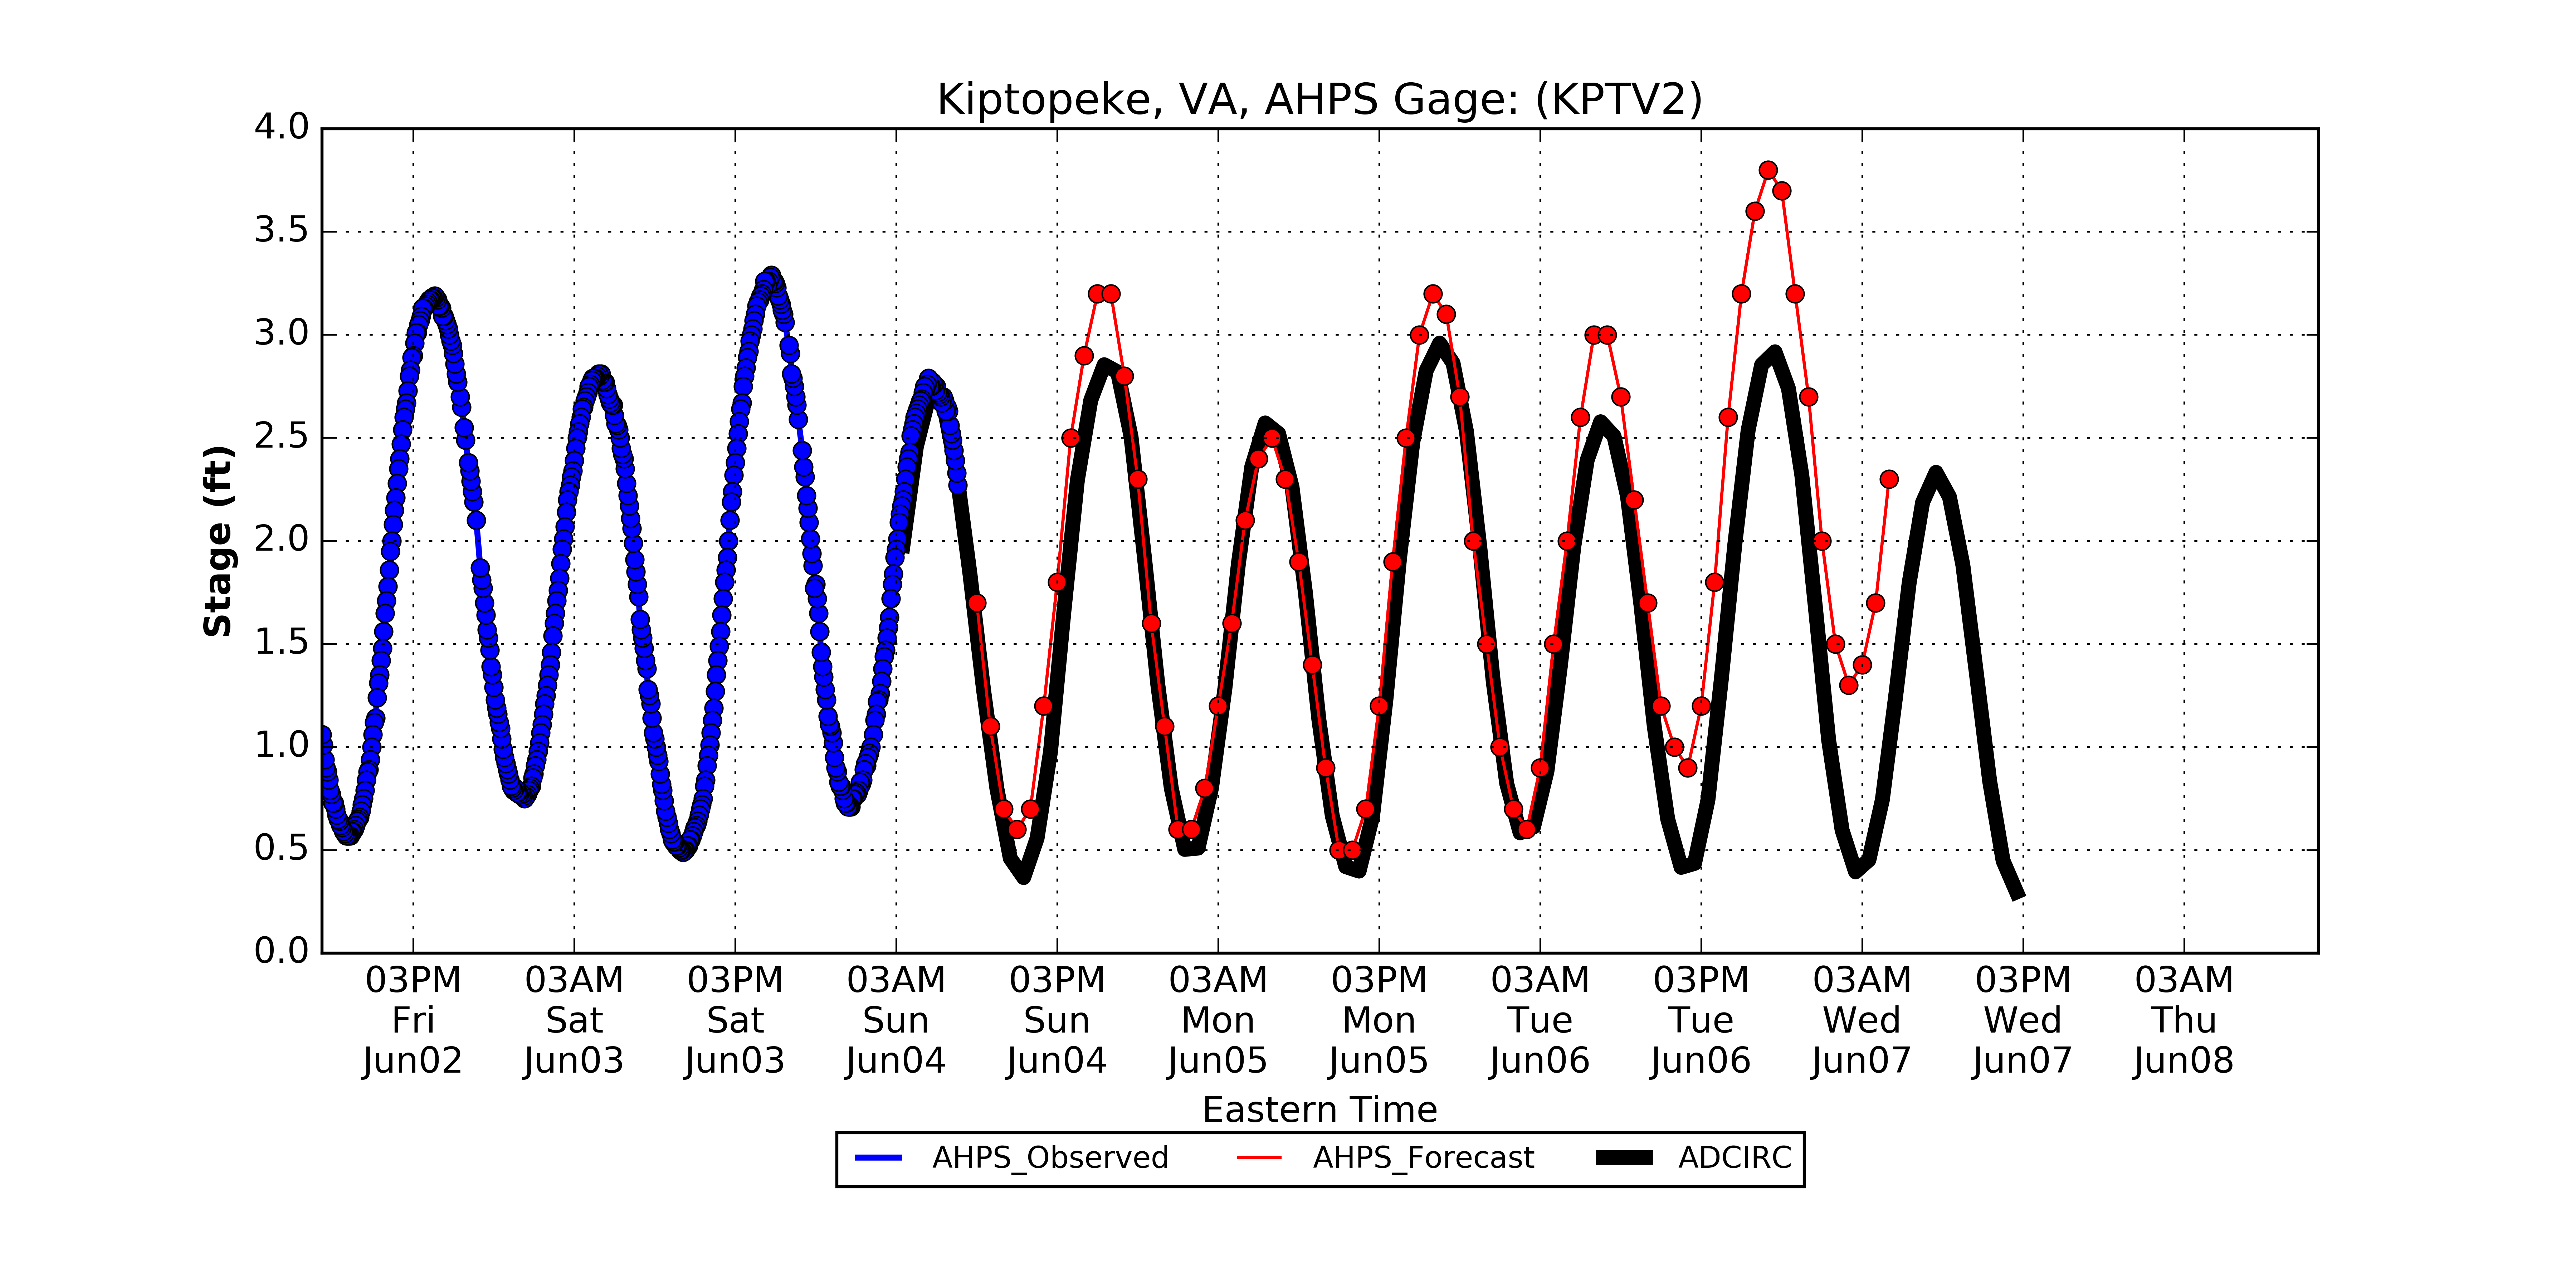 Kiptopeke, VA, AHPS Gage: (KPTV2)
4.0
3.5
3.0
2.5
2.0
1.5
1.0
0.5
0.0
Stage (ft)
03PM 03AM 03PM 03AM 03PM 03AM 03PM 03AM 03PM 03AM 03PM 03AM
Fri Sat Sat Sun Sun Mon Mon Tue Tue Wed Wed Thu
Jun02 Jun03 Jun03 Jun04 Jun04 Jun05 Jun05 Jun06 Jun06 Jun07 Jun07 Jun08
Eastern Time
AHPS_Observed AHPS_Forecast ADCIRC